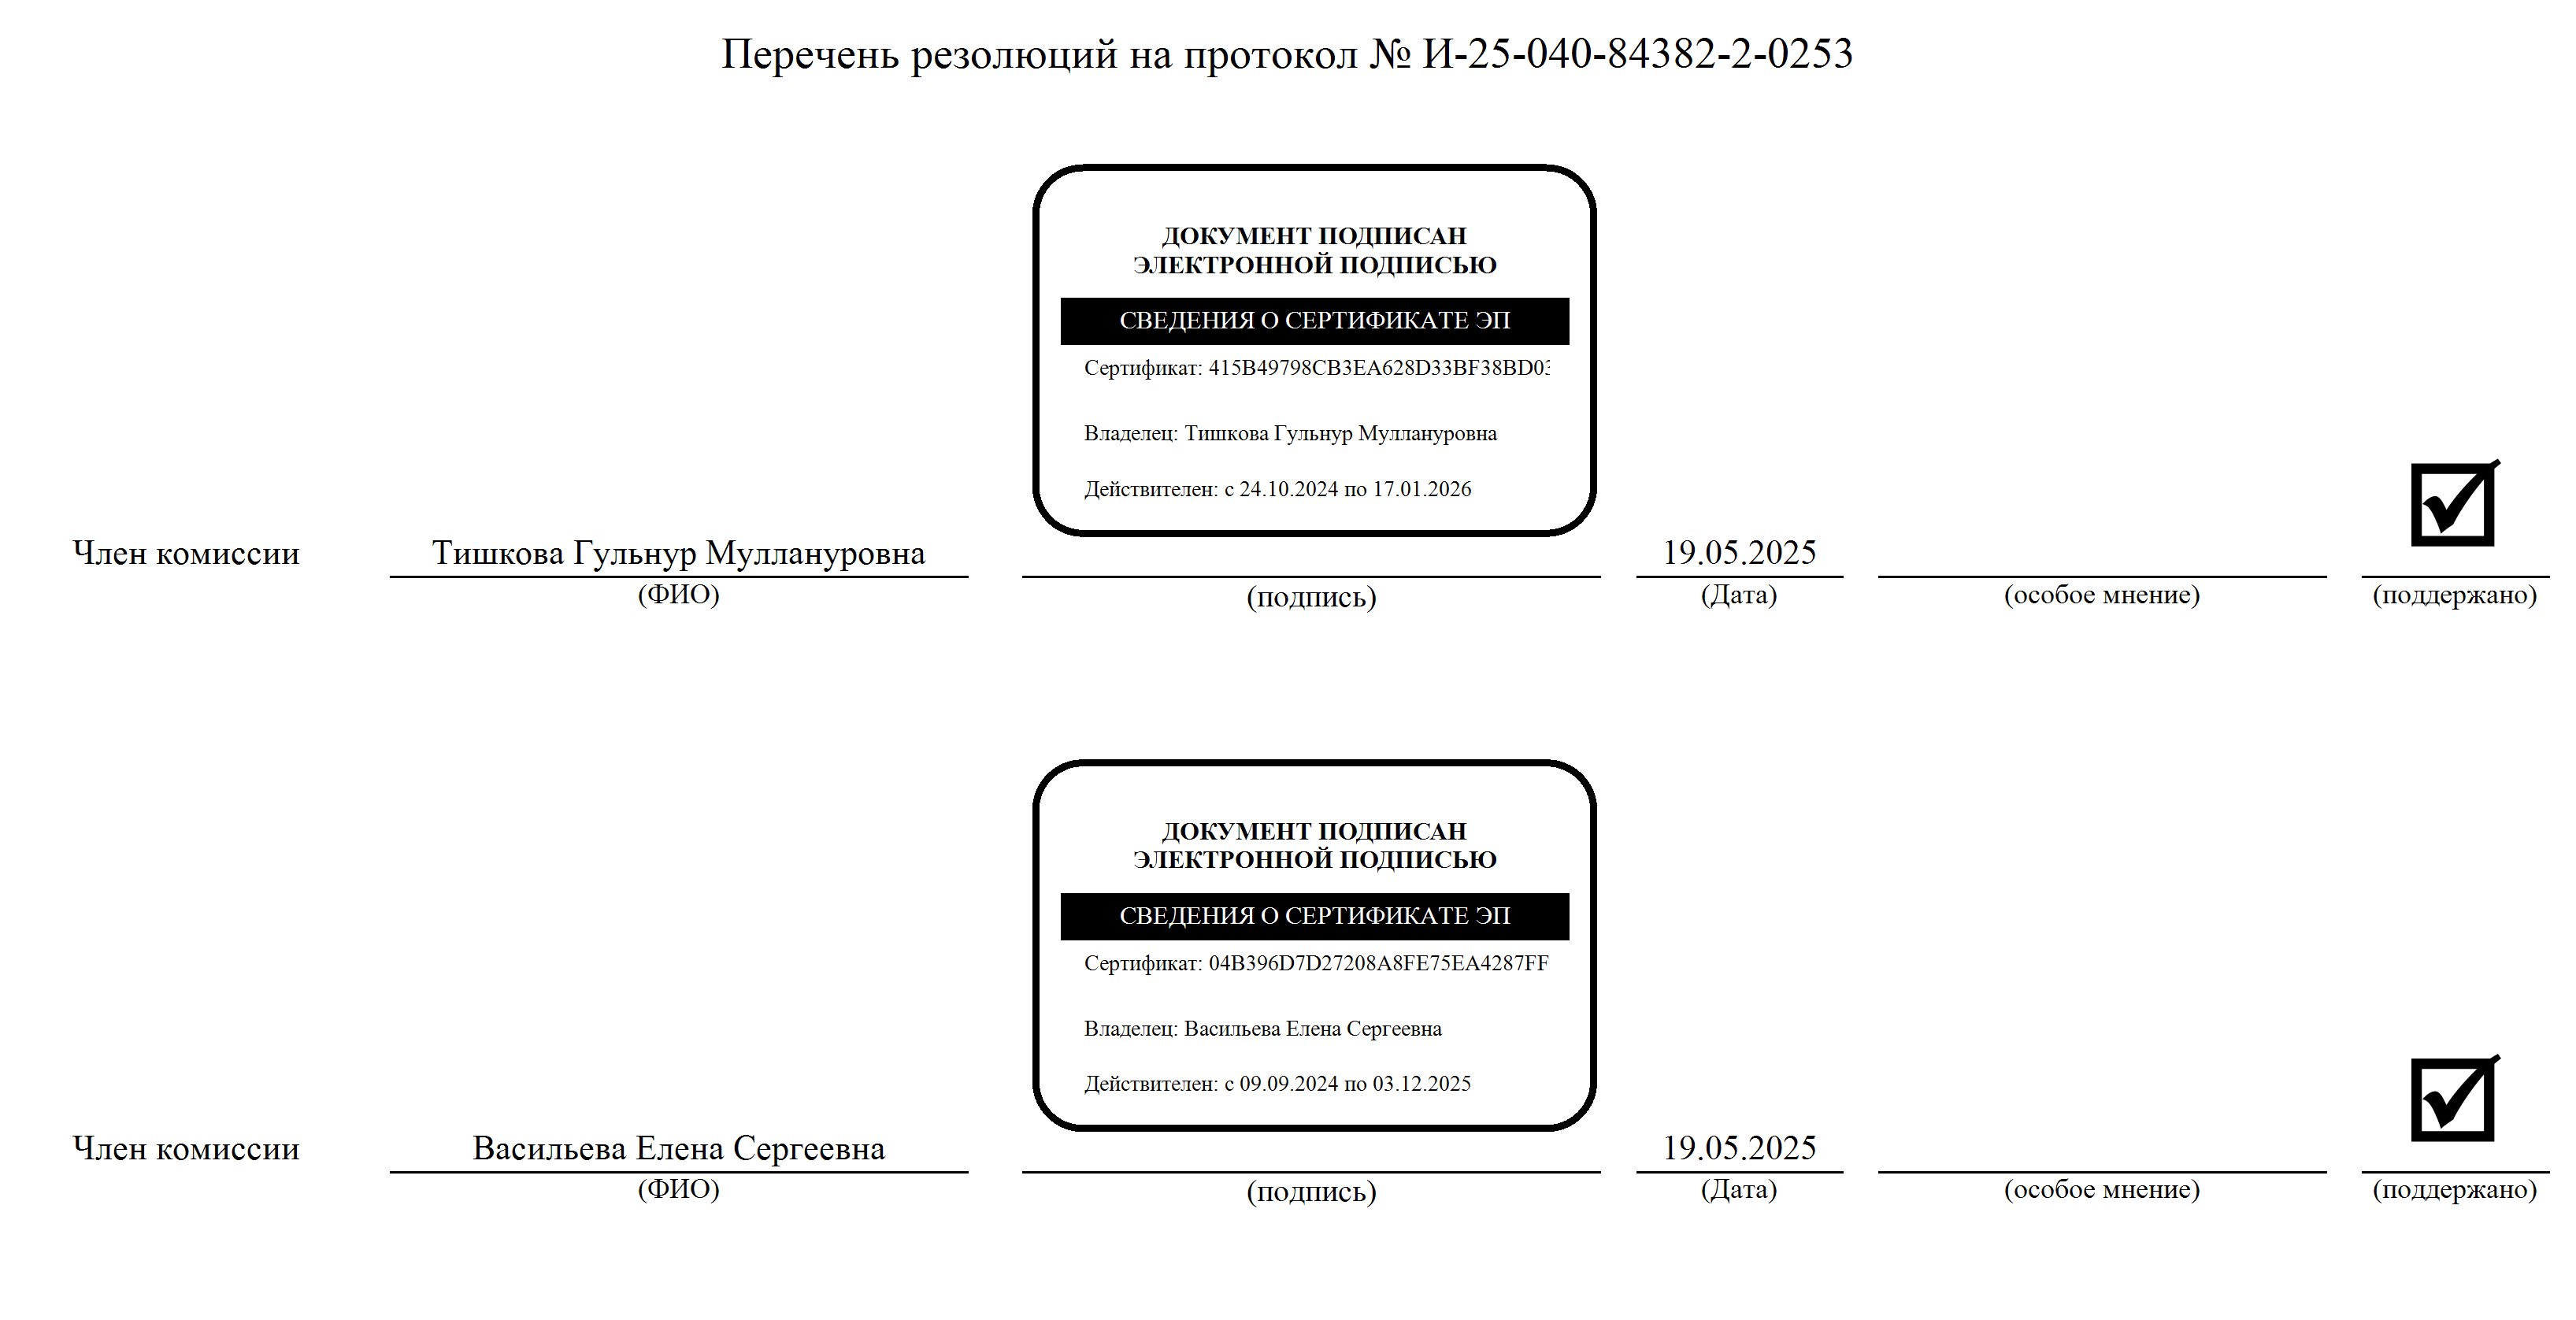 Перечень резолюций на протокол № И-25-040-84382-2-0253
ДОКУМЕНТ ПОДПИСАН
ЭЛЕКТРОННОЙ ПОДПИСЬЮ
СВЕДЕНИЯ О СЕРТИФИКАТЕ ЭП
Сертификат: 415B49798CB3EA628D33BF38BD03
Владелец: Тишкова Гульнур Муллануровна
Действителен: с 24.10.2024 по 17.01.2026
Член комиссии Тишкова Гульнур Муллануровна 19.05.2025
(ФИО) (подпись) (Дата) (особое мнение) (поддержано)
ДОКУМЕНТ ПОДПИСАН
ЭЛЕКТРОННОЙ ПОДПИСЬЮ
СВЕДЕНИЯ О СЕРТИФИКАТЕ ЭП
Сертификат: 04B396D7D27208A8FE75EA4287FF
Владелец: Васильева Елена Сергеевна
Действителен: с 09.09.2024 по 03.12.2025
Член комиссии Васильева Елена Сергеевна 19.05.2025
(ФИО) (подпись) (Дата) (особое мнение) (поддержано)